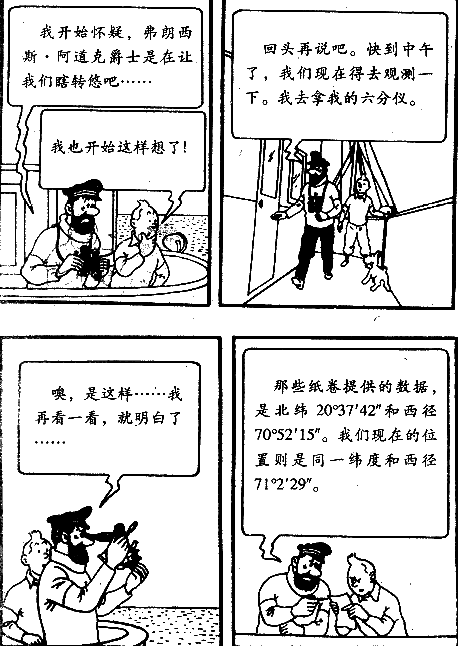 我开始怀疑，弗朗西
斯·阿道克爵士是在让
我们瞎转悠吧……
我也开始这样想了！
回头再说吧。快到中午
了，我们现在得去观测一
下。我去拿我的六分仪。
噢，是这样……我
再看一看，就明白了
……
那些纸卷提供的数据，
是北纬 20°37′42″和西径
70°52′15″。我们现在的位
置则是同一纬度和西径
71°2′29″。